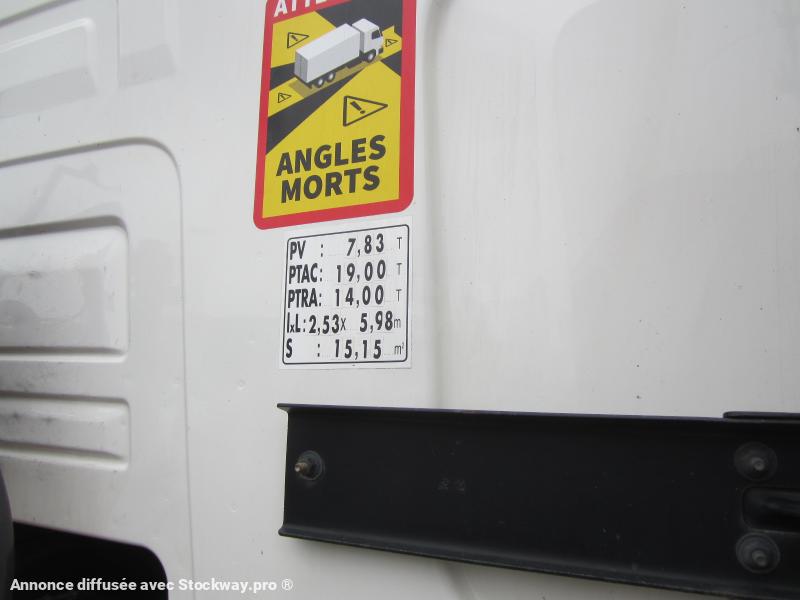 ANGLES
MORTS
PV : 7,83 T
PTAC: 19,00 T
PTRA: 14,00 T
lxL: 2,53x 5,98m
S : 15,15 m²
Annonce diffusée avec Stockway.pro ®